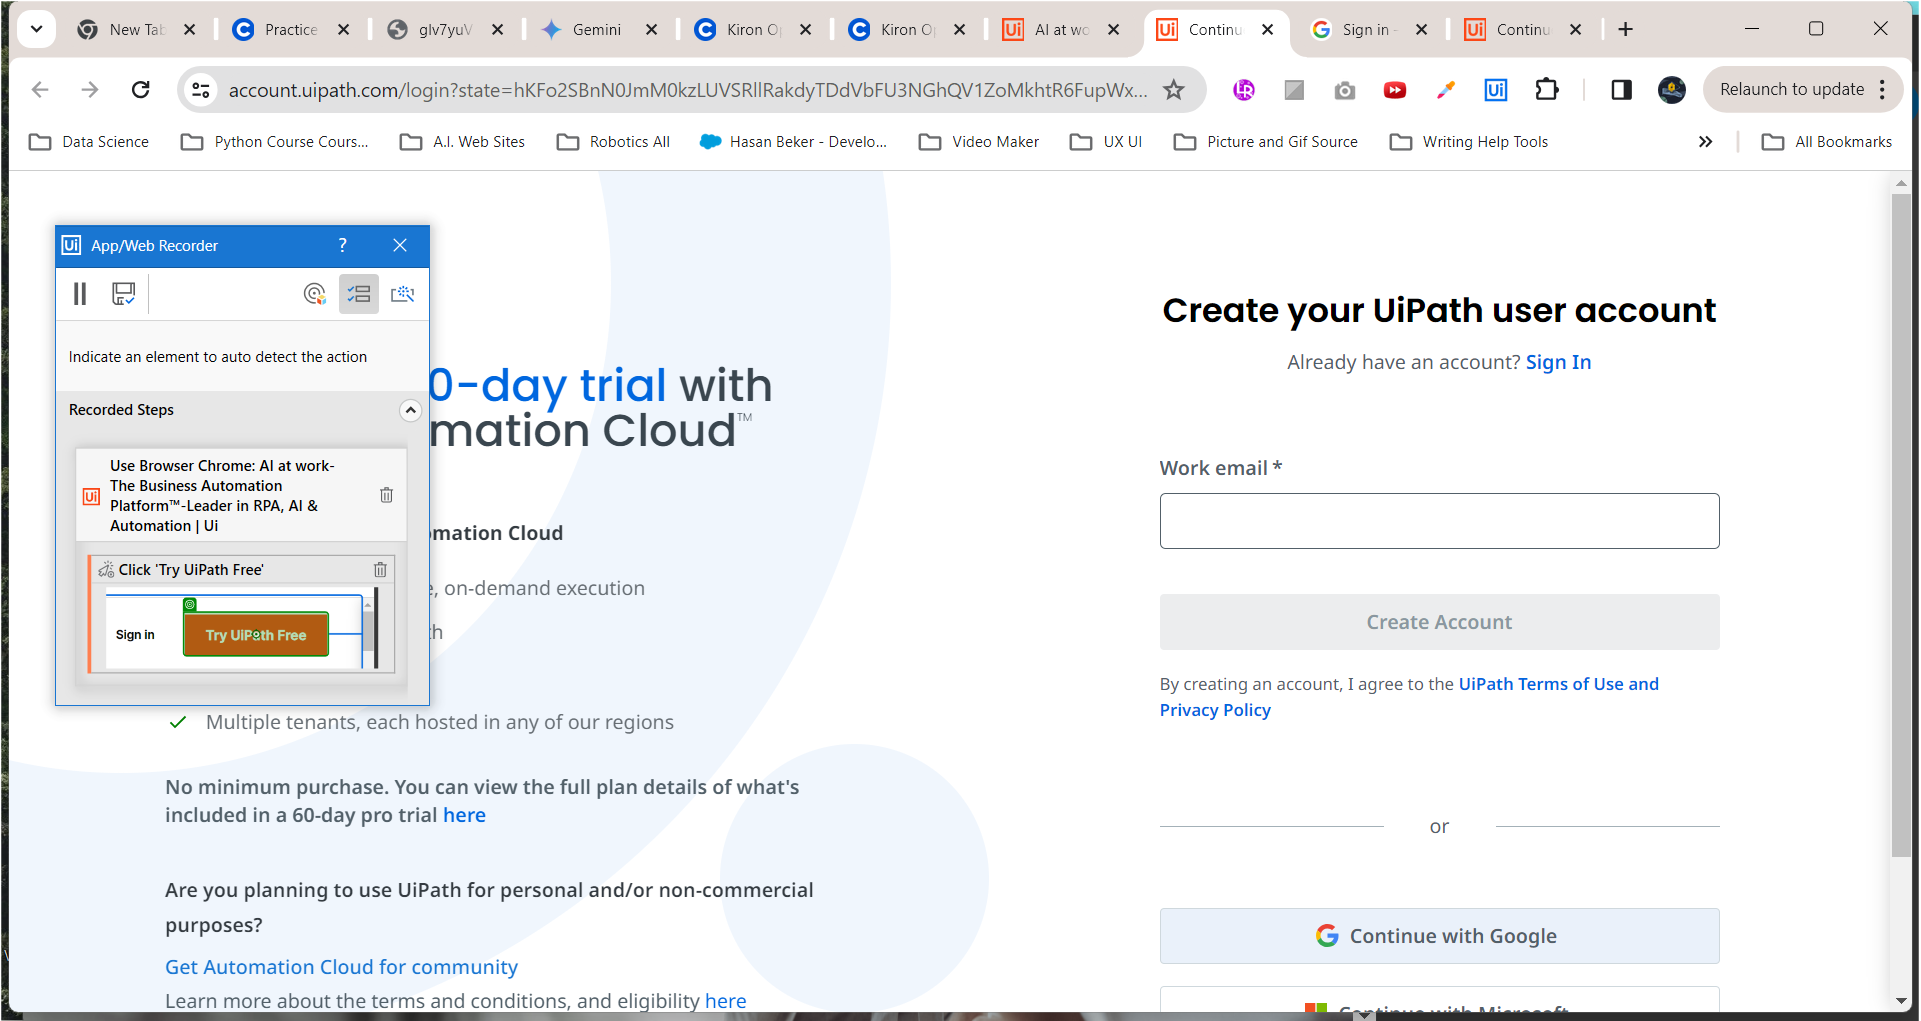 New Tab
Practice
glv7yuV
Gemini
Kiron Op
Kiron Op
AI at wo
Continu
Sign in -
Continu
account.uipath.com/login?state=hKFo2SBnN0JmM0kzLUVSRllRakdyTDdVbFU3NGhQV1ZoMkhtR6FupWx...
Relaunch to update
Data Science
Python Course Cours...
A.I. Web Sites
Robotics All
Hasan Beker - Develo...
Video Maker
UX UI
Picture and Gif Source
Writing Help Tools
All Bookmarks
Ui App/Web Recorder
?
Indicate an element to auto detect the action
Recorded Steps
Use Browser Chrome: AI at work-
The Business Automation
Platform™-Leader in RPA, AI &
Automation | Ui
Click 'Try UiPath Free'
Sign in
Try UiPath Free
0-day trial with
mation Cloud™
omation Cloud
e, on-demand execution
th
Multiple tenants, each hosted in any of our regions
No minimum purchase. You can view the full plan details of what's
included in a 60-day pro trial here
Are you planning to use UiPath for personal and/or non-commercial
purposes?
Get Automation Cloud for community
Learn more about the terms and conditions, and eligibility here
Create your UiPath user account
Already have an account? Sign In
Work email *
Create Account
By creating an account, I agree to the UiPath Terms of Use and
Privacy Policy
or
Continue with Google
Continue with Microsoft